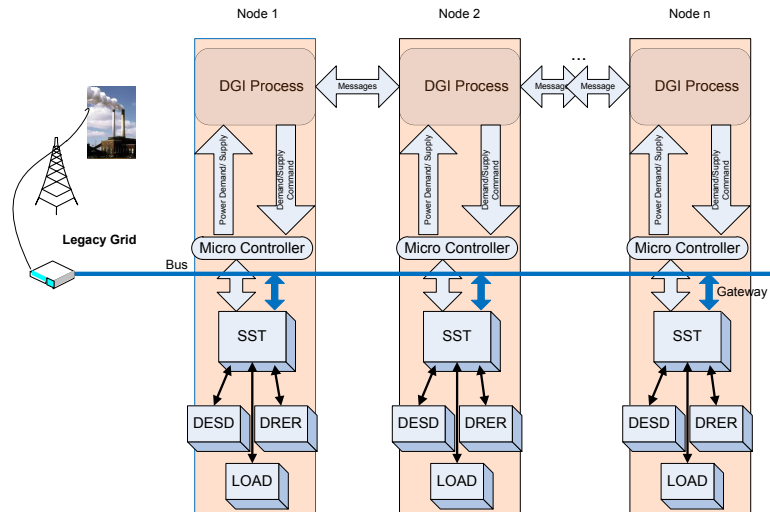 Node 1
Node 2
Node n
DGI Process
Messages
DGI Process
...
Message
Message
DGI Process
Power Demand/ Supply
Demand/Supply
Command
Power Demand/ Supply
Demand/Supply
Command
Power Demand/ Supply
Demand/Supply
Command
Legacy Grid
Micro Controller
Micro Controller
Micro Controller
Bus
Gateway
SST
SST
SST
DESD
DRER
DESD
DRER
DESD
DRER
LOAD
LOAD
LOAD